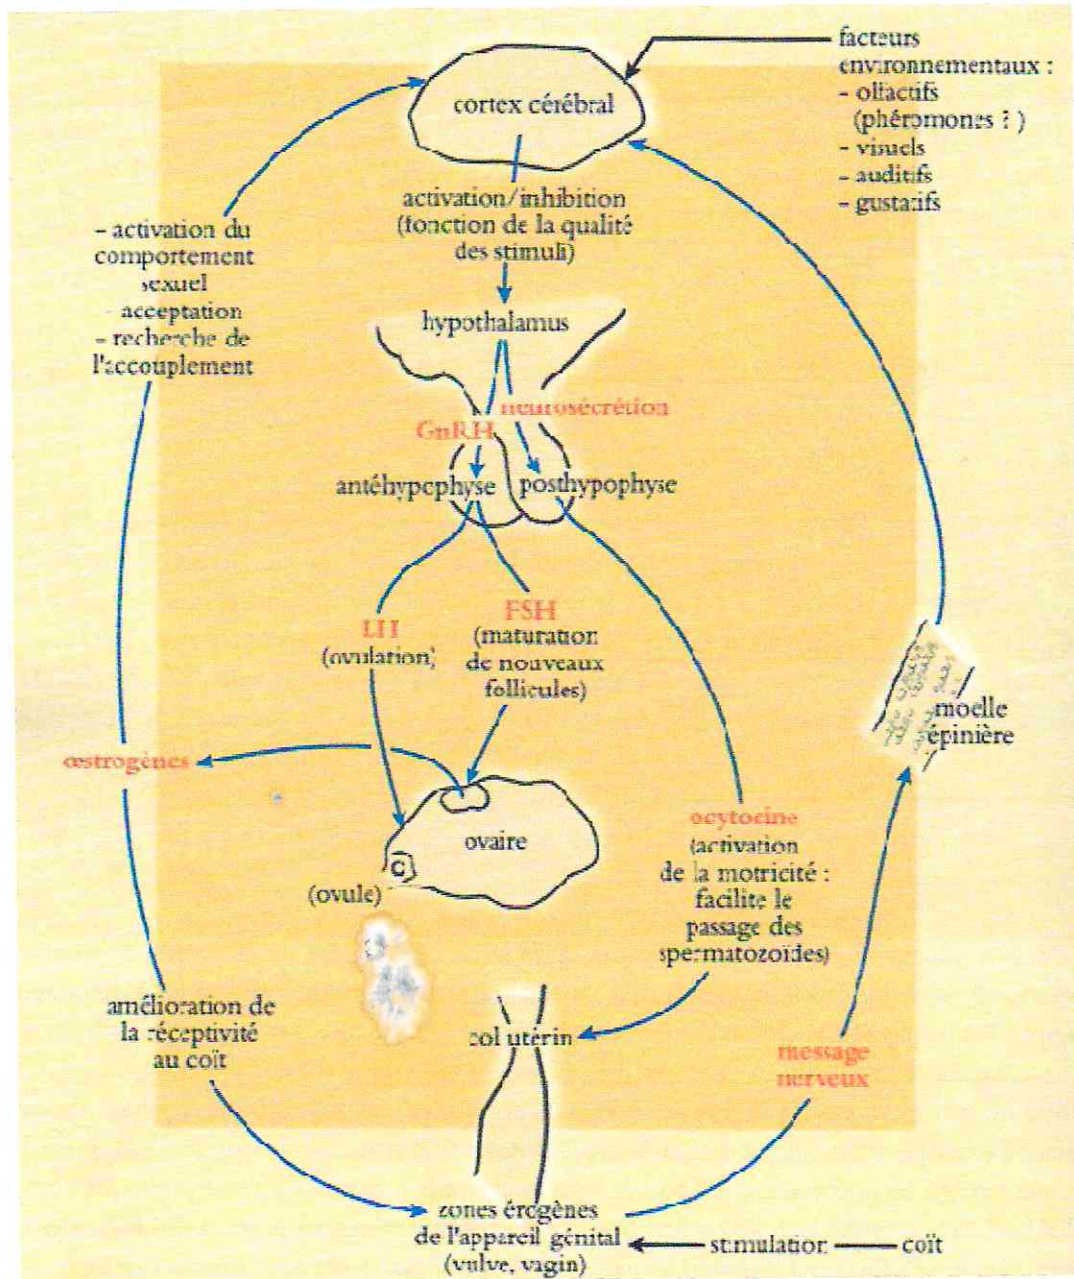 facteurs
environnementaux :
- olfactifs
(phéromones ? )
- visuels
- auditifs
- gustatifs
cortex cérébral
activation/inhibition
(fonction de la qualité
des stimuli)
– activation du
comportement
sexuel
acceptation
– recherche de
l'accouplement
hypothalamus
neurosécrétion
GnRH
antéhypophyse
posthypophyse
LH
(ovulation)
FSH
(maturation
de nouveaux
follicules)
moelle
épinière
œstrogènes
ovaire
C
(ovule)
ocytocine
(activation
de la motricité :
facilite le
passage des
spermatozoïdes)
amélioration de
la réceptivité
au coït
col utérin
message
nerveux
zones érogènes
de l'appareil génital
(vulve, vagin)
stimulation
coït